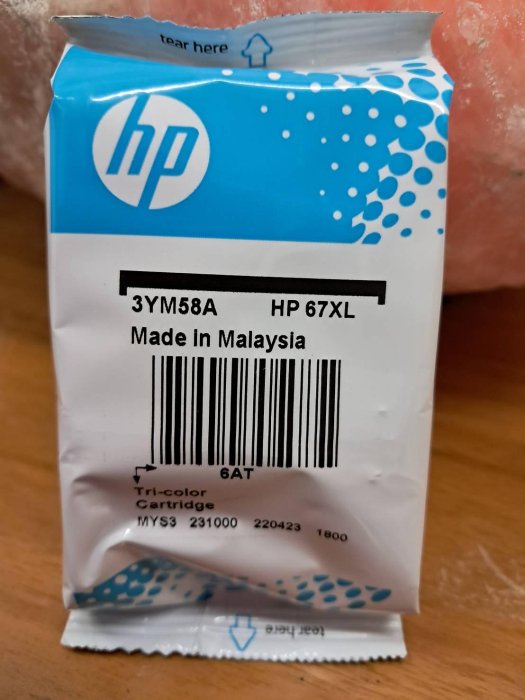 tear here
hp
3YM58A HP 67XL
Made in Malaysia
6AT
Tri-color
Cartridge
MYS3 231000 220423 1800
tear here